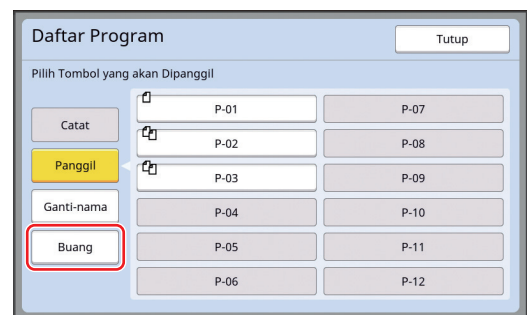 Daftar Program
Tutup
Pilih Tombol yang akan Dipanggil
Catat
Panggil
Ganti-nama
Buang
P-01
P-02
P-03
P-04
P-05
P-06
P-07
P-08
P-09
P-10
P-11
P-12